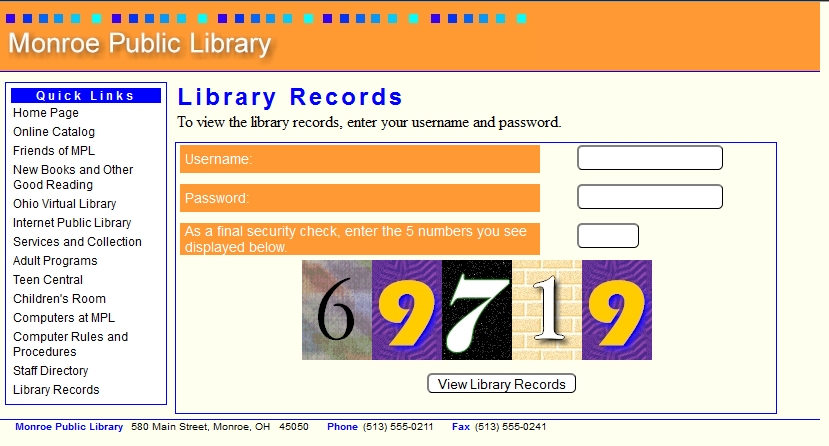 Monroe Public Library
Quick Links
Home Page
Online Catalog
Friends of MPL
New Books and Other
Good Reading
Ohio Virtual Library
Internet Public Library
Services and Collection
Adult Programs
Teen Central
Children's Room
Computers at MPL
Computer Rules and
Procedures
Staff Directory
Library Records
Library Records
To view the library records, enter your username and password.
Username:
Password:
As a final security check, enter the 5 numbers you see
displayed below.
6 9 7 1 9
View Library Records
Monroe Public Library 580 Main Street, Monroe, OH 45050 Phone (513) 555-0211 Fax (513) 555-0241